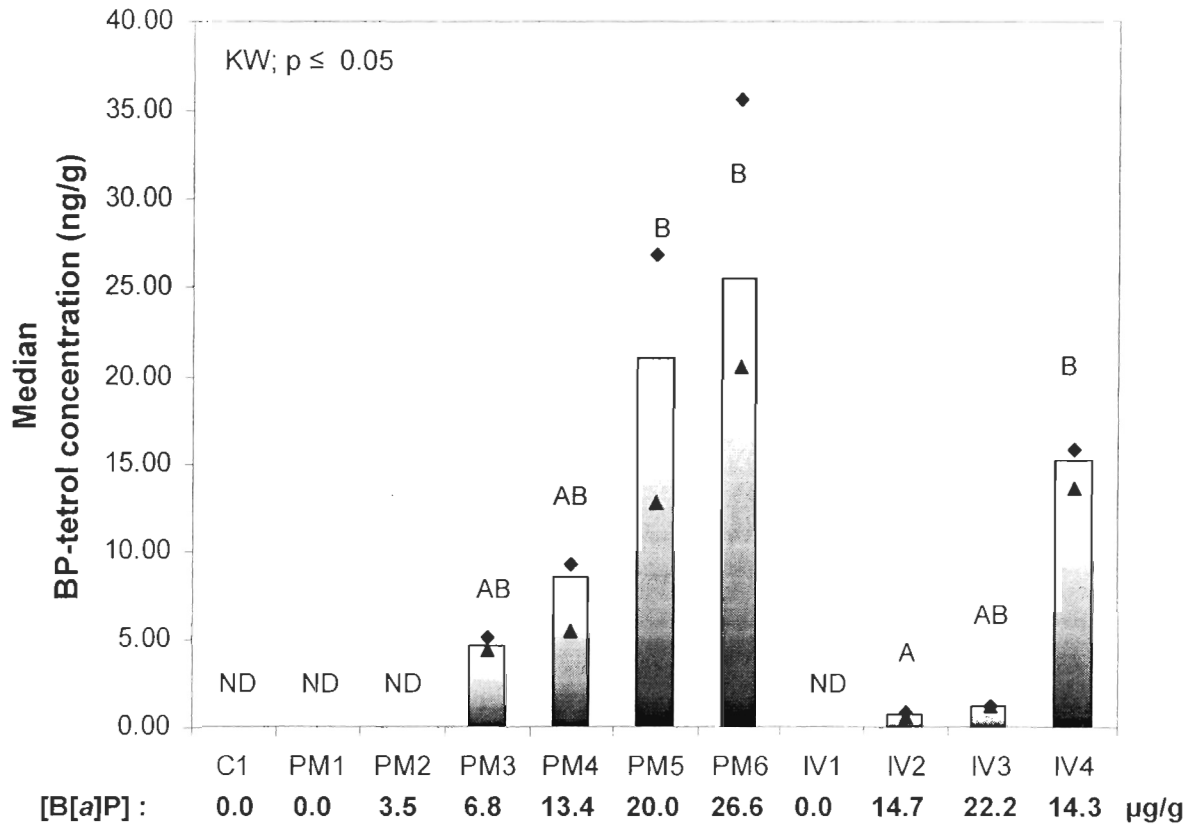 40.00
KW; p ≤ 0.05
35.00
B
30.00
B
25.00
20.00
B
15.00
AB
10.00
AB
AB
5.00
A
ND ND ND ND
0.00
Median
BP-tetrol concentration (ng/g)
C1 PM1 PM2 PM3 PM4 PM5 PM6 IV1 IV2 IV3 IV4
[B[a]P] : 0.0 0.0 3.5 6.8 13.4 20.0 26.6 0.0 14.7 22.2 14.3 µg/g